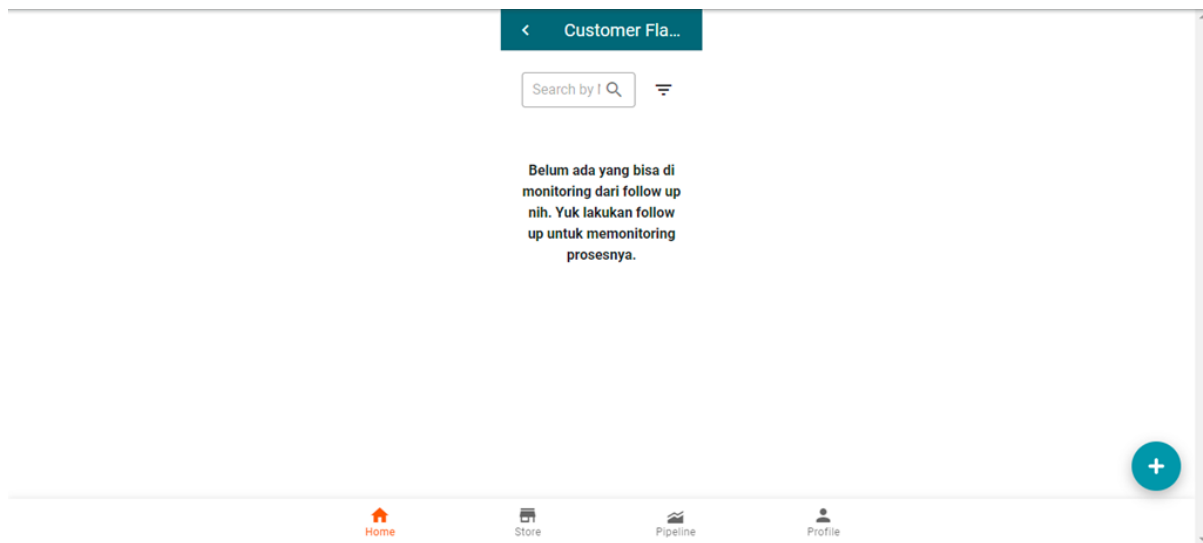 Customer Fla...
Search by
Belum ada yang bisa di
monitoring dari follow up
nih. Yuk lakukan follow
up untuk memonitoring
prosesnya.
Home
Store
Pipeline
Profile